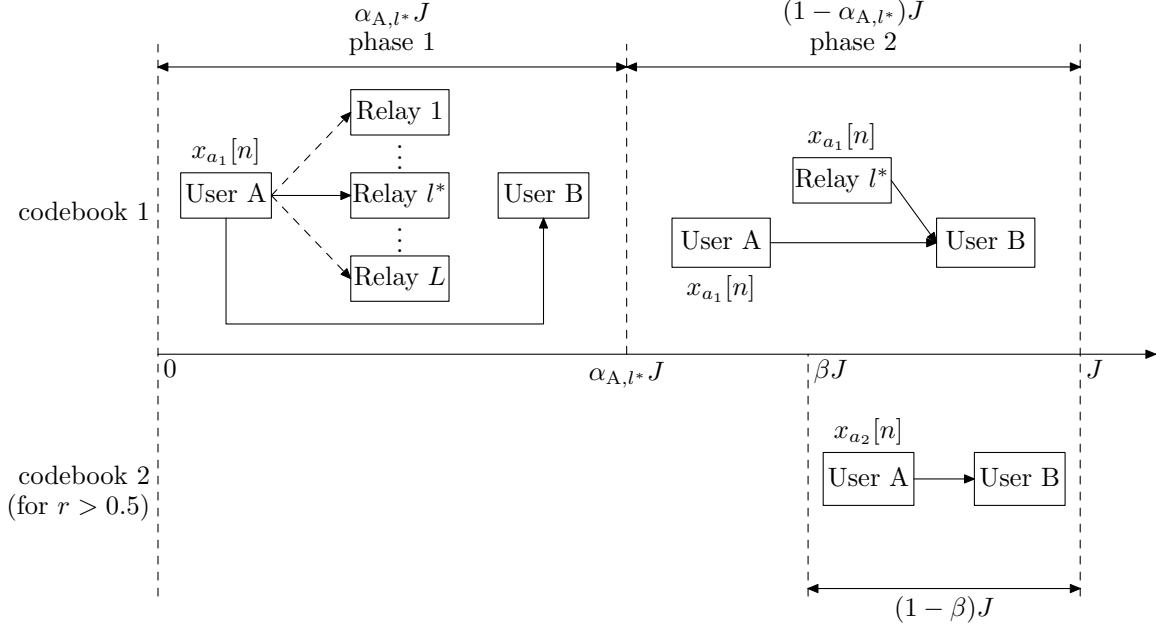 α_{A,l*}J
phase 1
(1 − α_{A,l*})J
phase 2
codebook 1
x_{a_1}[n]
User A
Relay 1
⋮
Relay l*
⋮
Relay L
User B
x_{a_1}[n]
Relay l*
User A
x_{a_1}[n]
User B
0
α_{A,l*}J
βJ
J
codebook 2
(for r > 0.5)
x_{a_2}[n]
User A
User B
(1 − β)J